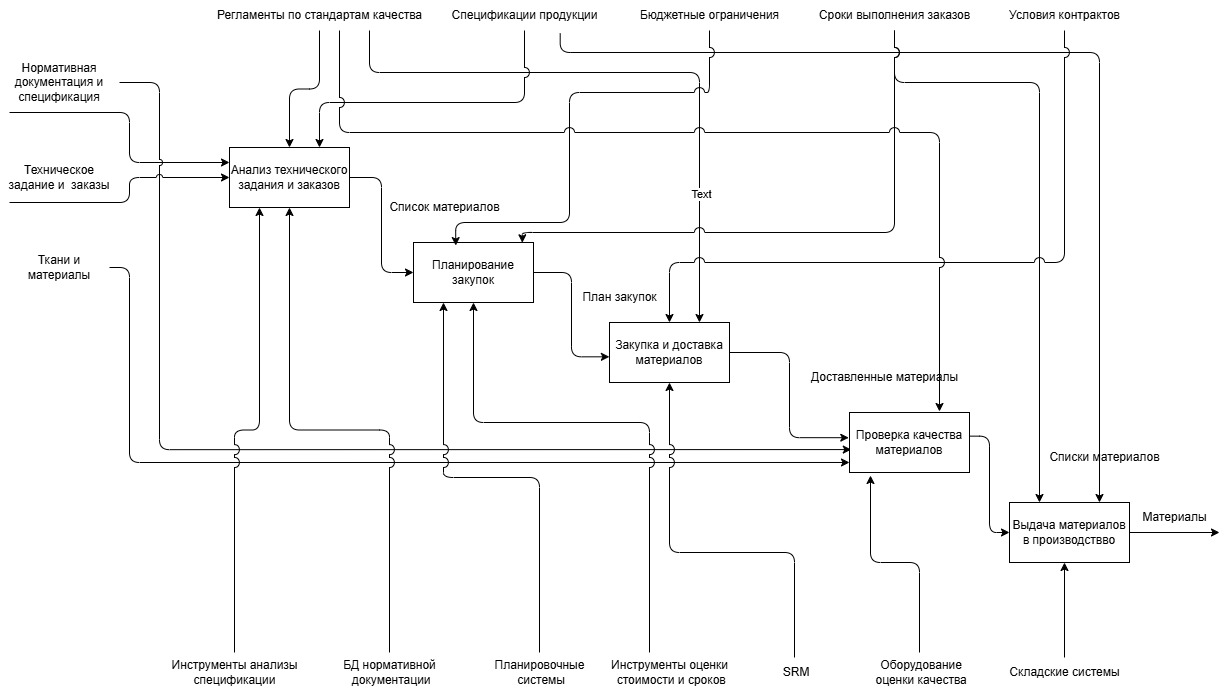 Регламенты по стандартам качества
Спецификации продукции
Бюджетные ограничения
Сроки выполнения заказов
Условия контрактов
Нормативная
документация и
спецификация
Техническое
задание и заказы
Анализ технического
задания и заказов
Text
Список материалов
Ткани и
материалы
Планирование
закупок
План закупок
Закупка и доставка
материалов
Доставленные материалы
Проверка качества
материалов
Списки материалов
Выдача материалов
в производствво
Материалы
Инструменты анализы
спецификации
БД нормативной
документации
Планировочные
системы
Инструменты оценки
стоимости и сроков
SRM
Оборудование
оценки качества
Складские системы